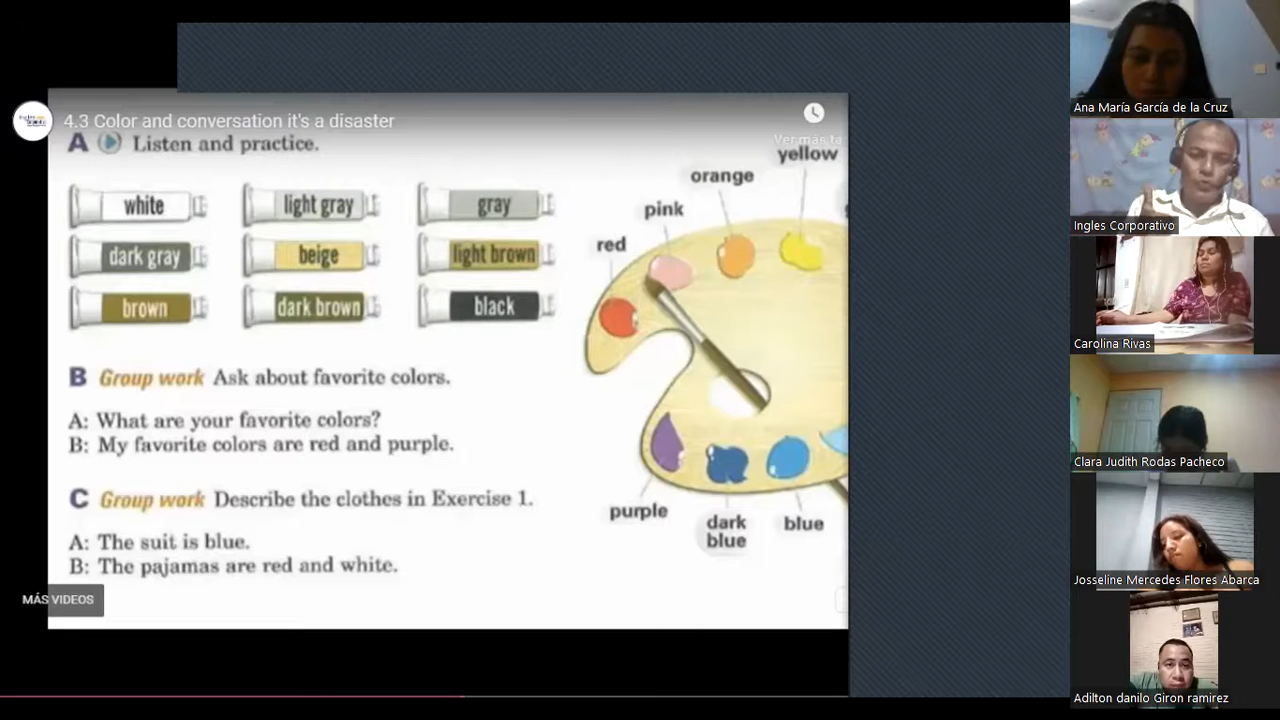 4.3 Color and conversation it's a disaster
A Listen and practice.
Ver más ta
white
light gray
gray
dark gray
beige
light brown
brown
dark brown
black
red
pink
orange
yellow
purple
dark
blue
blue
B Group work Ask about favorite colors.
A: What are your favorite colors?
B: My favorite colors are red and purple.
C Group work Describe the clothes in Exercise 1.
A: The suit is blue.
B: The pajamas are red and white.
MÁS VIDEOS
Ana María García de la Cruz
Ingles Corporativo
Carolina Rivas
Clara Judith Rodas Pacheco
Josseline Mercedes Flores Abarca
Adilton danilo Giron ramirez